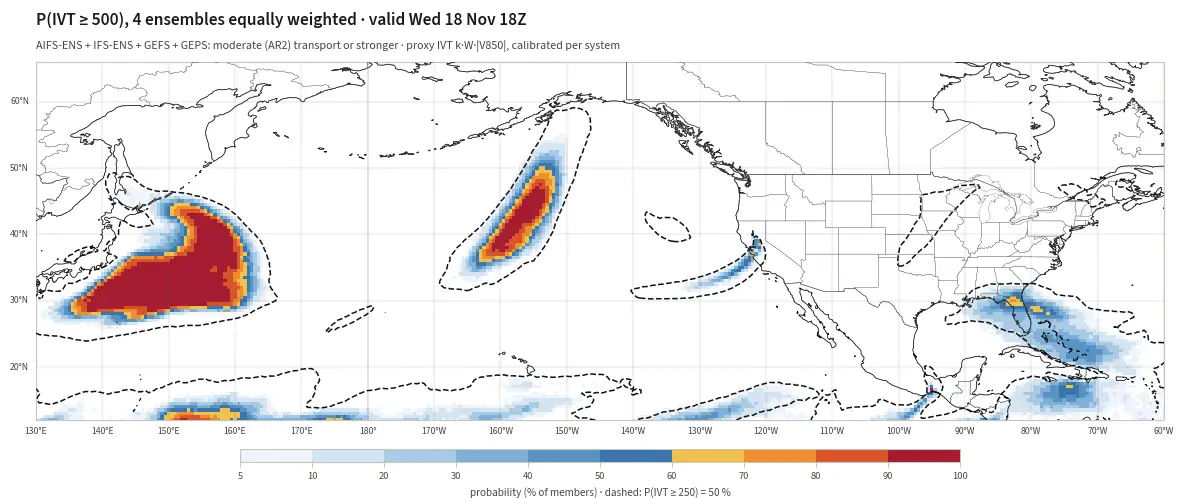 P(IVT ≥ 500), 4 ensembles equally weighted · valid Wed 18 Nov 18Z
AIFS-ENS + IFS-ENS + GEFS + GEPS: moderate (AR2) transport or stronger · proxy IVT k·W·|V850|, calibrated per system
60°N
50°N
40°N
30°N
20°N
130°E 140°E 150°E 160°E 170°E 180° 170°W 160°W 150°W 140°W 130°W 120°W 110°W 100°W 90°W 80°W 70°W 60°W
5 10 20 30 40 50 60 70 80 90 100
probability (% of members) · dashed: P(IVT ≥ 250) = 50 %